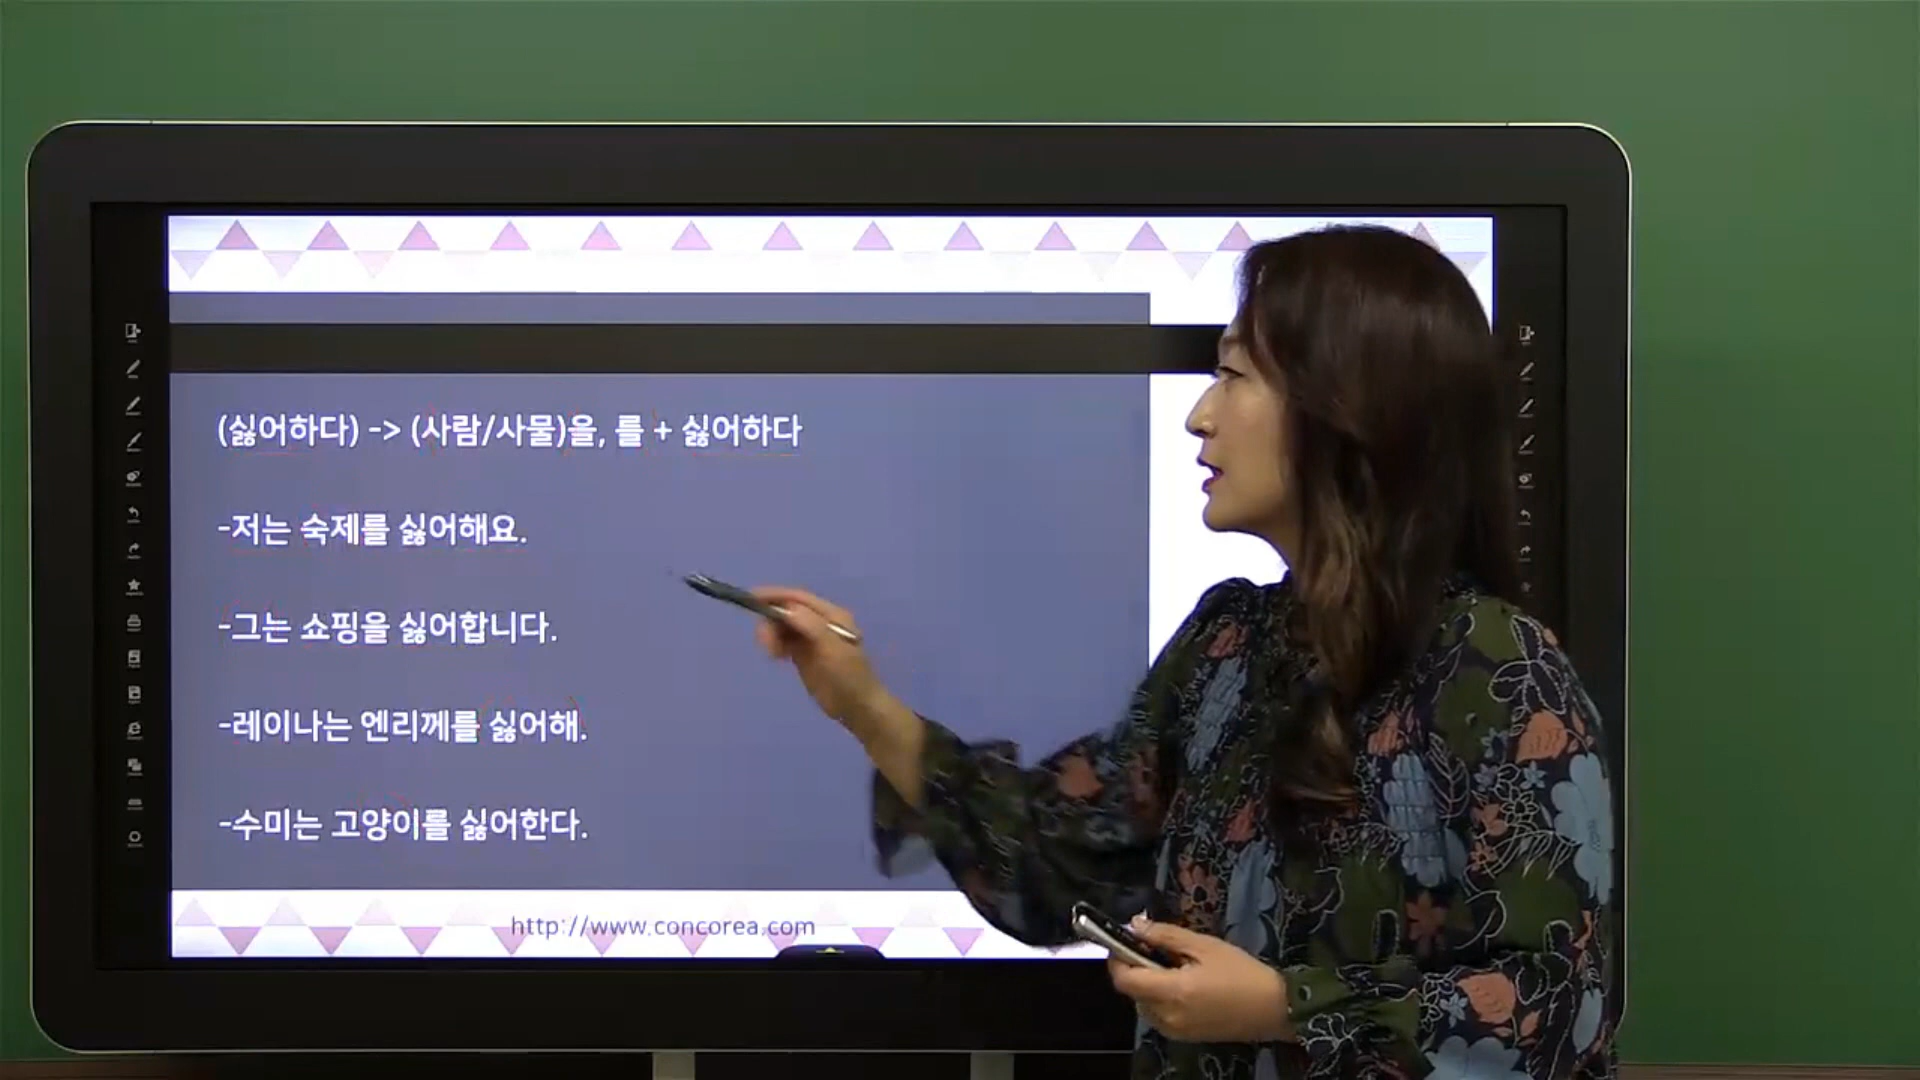 (싫어하다) -> (사람/사물)을, 를 + 싫어하다
-저는 숙제를 싫어해요.
-그는 쇼핑을 싫어합니다.
-레이나는 엔리께를 싫어해.
-수미는 고양이를 싫어한다.
http://www.concorea.com